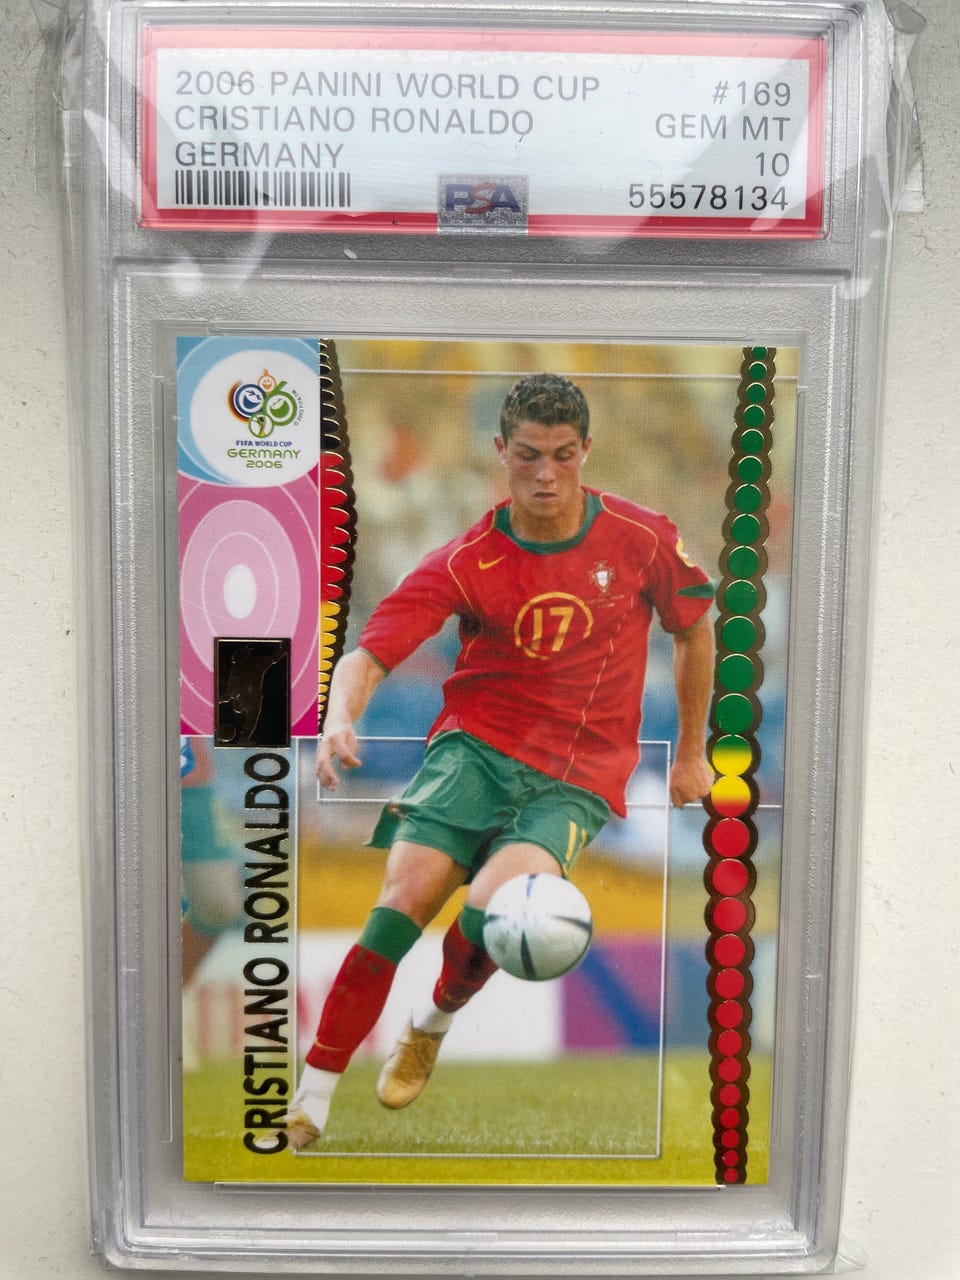 2006 PANINI WORLD CUP #169
CRISTIANO RONALDO GEM MT
GERMANY 10
PSA 55578134
FIFA WORLD CUP
GERMANY
2006
17
CRISTIANO RONALDO